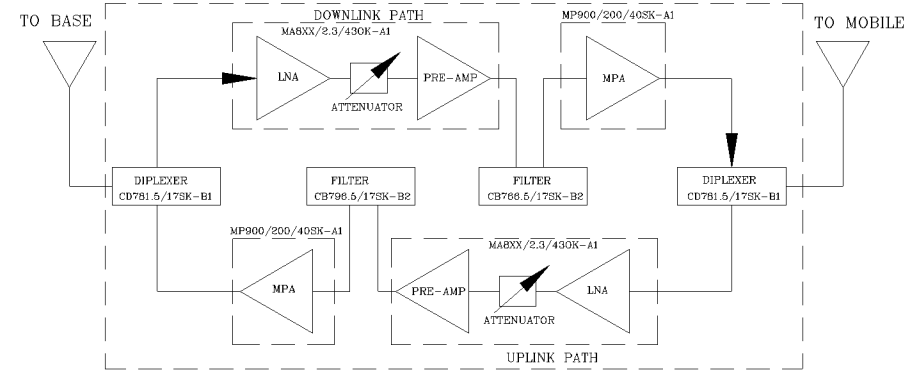 DOWNLINK PATH
MP900/200/40SK-A1
TO BASE
TO MOBILE
MA8XX/2.3/430K-A1
LNA
ATTENUATOR
PRE-AMP
MPA
DIPLEXER
CD781.5/17SK-B1
FILTER
CB796.5/17SK-B2
FILTER
CB766.5/17SK-B2
DIPLEXER
CD781.5/17SK-B1
MP900/200/40SK-A1
MA8XX/2.3/430K-A1
MPA
PRE-AMP
ATTENUATOR
LNA
UPLINK PATH